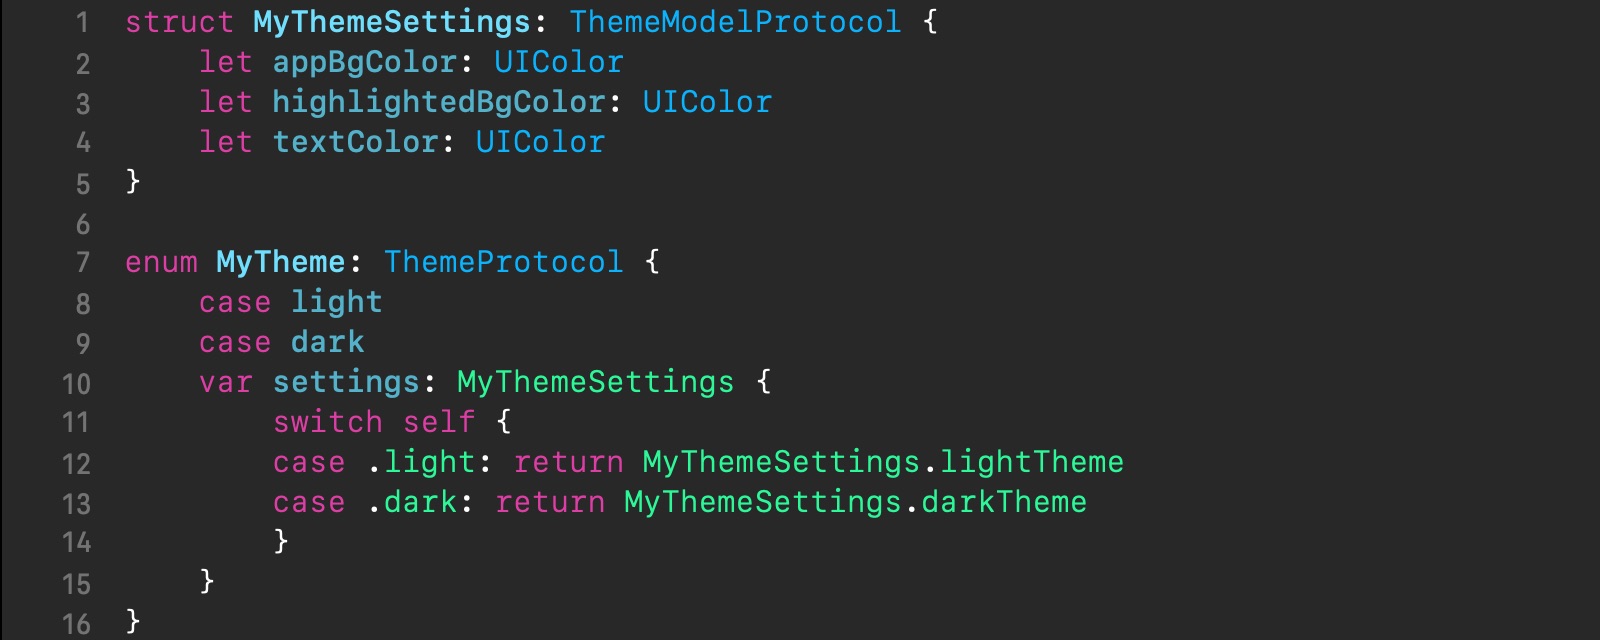 1 struct MyThemeSettings: ThemeModelProtocol {
2     let appBgColor: UIColor
3     let highlightedBgColor: UIColor
4     let textColor: UIColor
5 }
6
7 enum MyTheme: ThemeProtocol {
8     case light
9     case dark
10     var settings: MyThemeSettings {
11         switch self {
12         case .light: return MyThemeSettings.lightTheme
13         case .dark: return MyThemeSettings.darkTheme
14         }
15     }
16 }